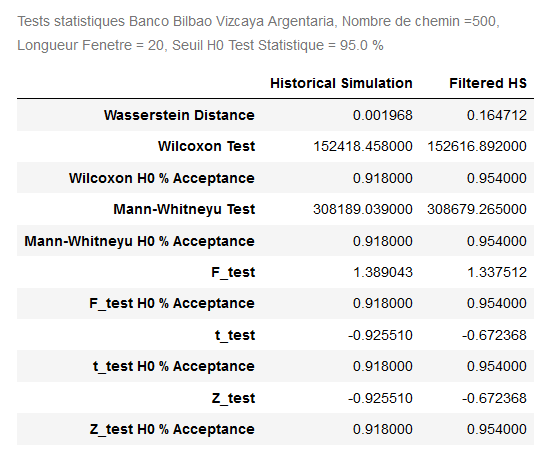 Tests statistiques Banco Bilbao Vizcaya Argentaria, Nombre de chemin =500,
Longueur Fenetre = 20, Seuil H0 Test Statistique = 95.0 %
Historical Simulation Filtered HS
Wasserstein Distance 0.001968 0.164712
Wilcoxon Test 152418.458000 152616.892000
Wilcoxon H0 % Acceptance 0.918000 0.954000
Mann-Whitneyu Test 308189.039000 308679.265000
Mann-Whitneyu H0 % Acceptance 0.918000 0.954000
F_test 1.389043 1.337512
F_test H0 % Acceptance 0.918000 0.954000
t_test -0.925510 -0.672368
t_test H0 % Acceptance 0.918000 0.954000
Z_test -0.925510 -0.672368
Z_test H0 % Acceptance 0.918000 0.954000